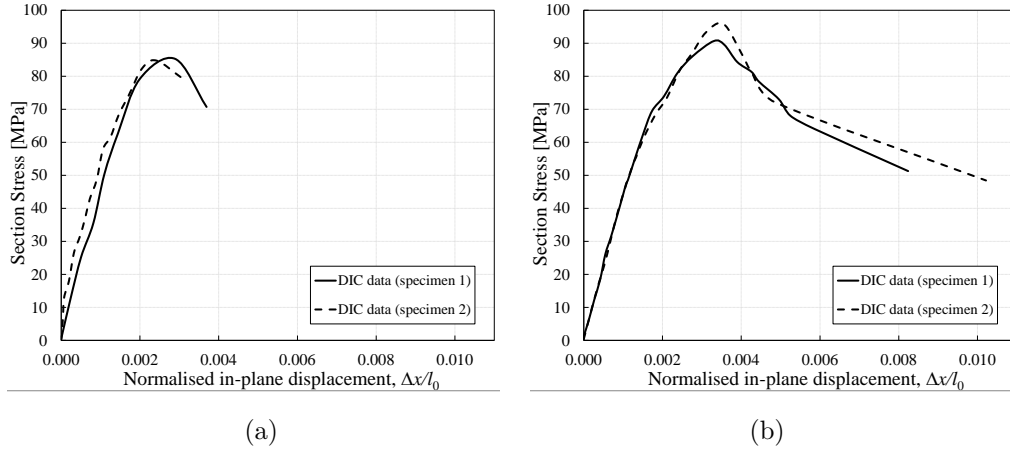 100
90
80
70
60
50
40
30
20
10
0
Section Stress [MPa]
DIC data (specimen 1)
DIC data (specimen 2)
0.000 0.002 0.004 0.006 0.008 0.010
Normalised in-plane displacement, Δx/l₀
(a)
100
90
80
70
60
50
40
30
20
10
0
Section Stress [MPa]
DIC data (specimen 1)
DIC data (specimen 2)
0.000 0.002 0.004 0.006 0.008 0.010
Normalised in-plane displacement, Δx/l₀
(b)